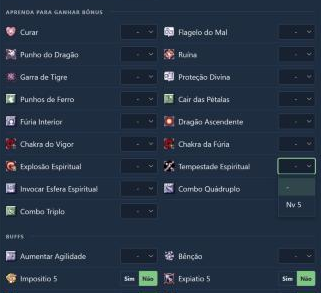 APRENDA PARA GANHAR BÔNUS
Curar - Flagelo do Mal -
Punho do Dragão - Ruína -
Garra de Tigre - Proteção Divina -
Punhos de Ferro - Cair das Pétalas -
Fúria Interior - Dragão Ascendente -
Chakra do Vigor - Chakra da Fúria -
Explosão Espiritual - Tempestade Espiritual -
Invocar Esfera Espiritual - Combo Quádruplo -
Nv 5
Combo Triplo -
BUFFS
Aumentar Agilidade - Bênção -
Impositio 5 Sim Não Expiatio 5 Sim Não